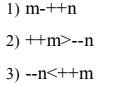 1) m-++n
2) ++m>--n
3) --n<++m